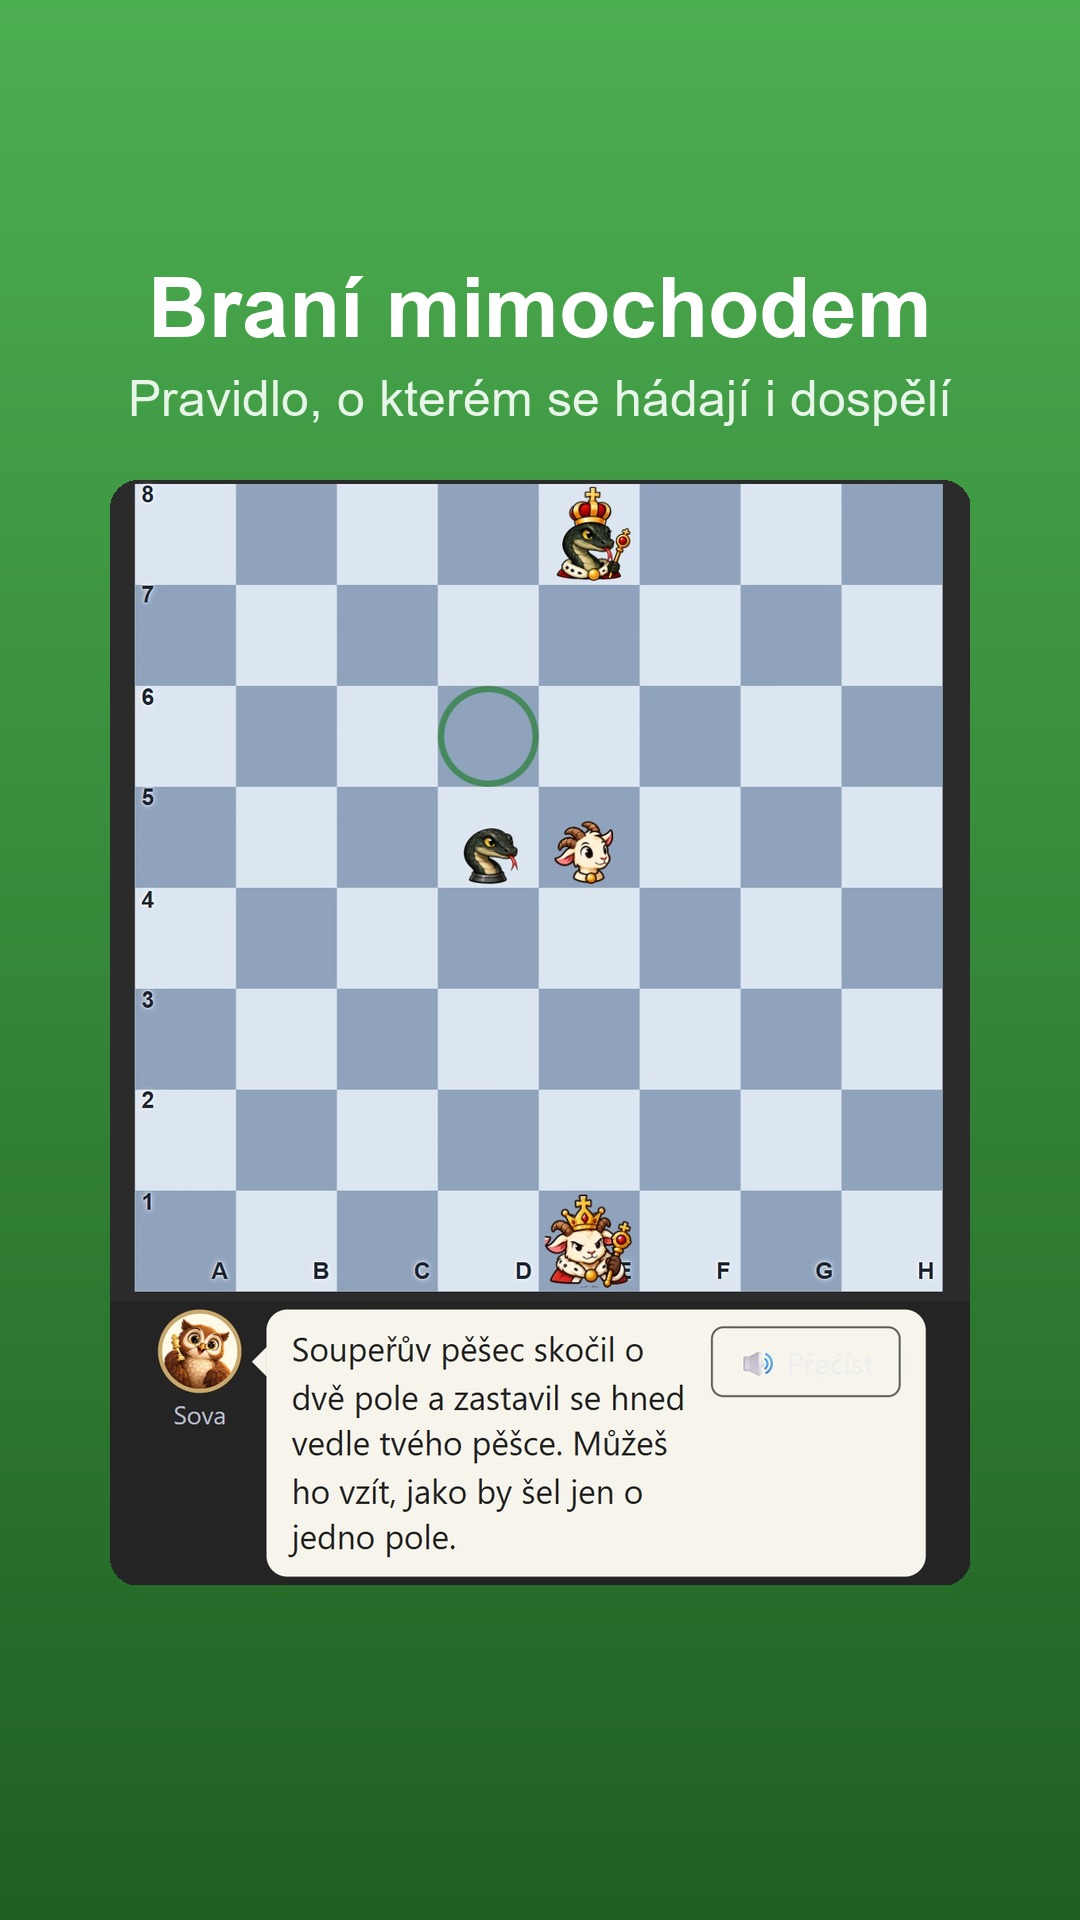 Braní mimochodem
Pravidlo, o kterém se hádají i dospělí
8
7
6
5
4
3
2
1
A B C D E F G H
Sova
Soupeřův pěšec skočil o
dvě pole a zastavil se hned
vedle tvého pěšce. Můžeš
ho vzít, jako by šel jen o
jedno pole.
Přečíst